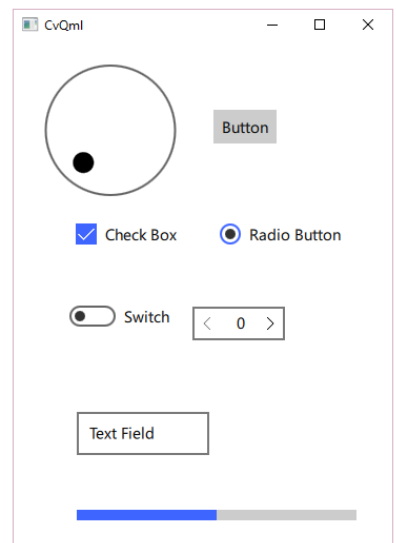 CvQml
Button
Check Box
Radio Button
Switch
0
Text Field